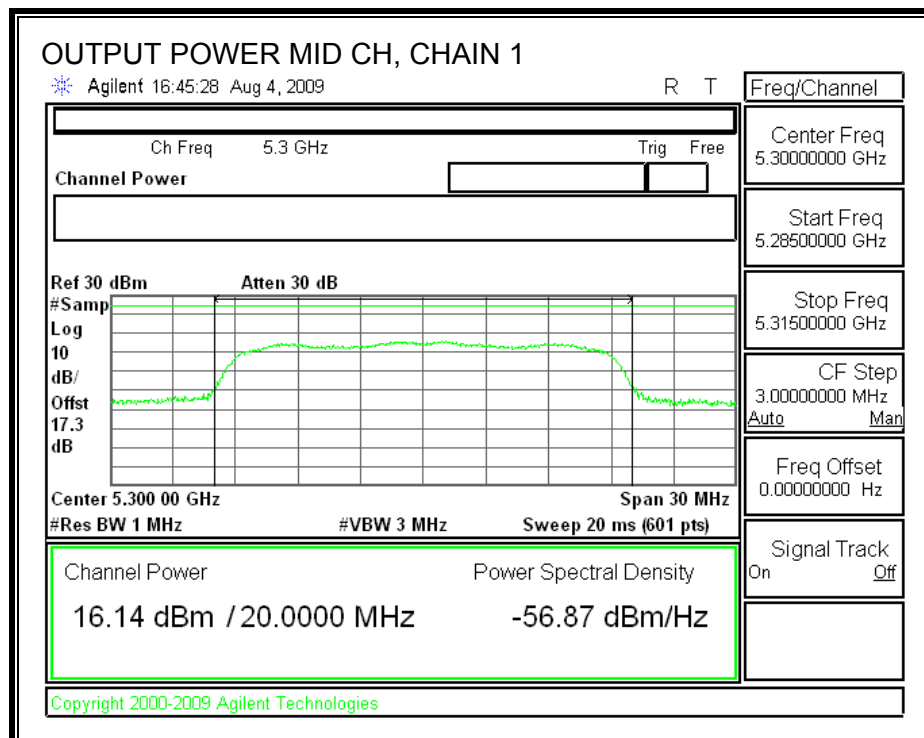 OUTPUT POWER MID CH, CHAIN 1
Agilent 16:45:28 Aug 4, 2009 R T
Freq/Channel
Ch Freq 5.3 GHz Trig Free
Channel Power
Center Freq
5.30000000 GHz
Start Freq
5.28500000 GHz
Stop Freq
5.31500000 GHz
CF Step
3.00000000 MHz
Auto Man
Freq Offset
0.00000000 Hz
Signal Track
On Off
Ref 30 dBm Atten 30 dB
#Samp
Log
10
dB/
Offst
17.3
dB
Center 5.300 00 GHz Span 30 MHz
#Res BW 1 MHz #VBW 3 MHz Sweep 20 ms (601 pts)
Channel Power Power Spectral Density
16.14 dBm / 20.0000 MHz -56.87 dBm/Hz
Copyright 2000-2009 Agilent Technologies